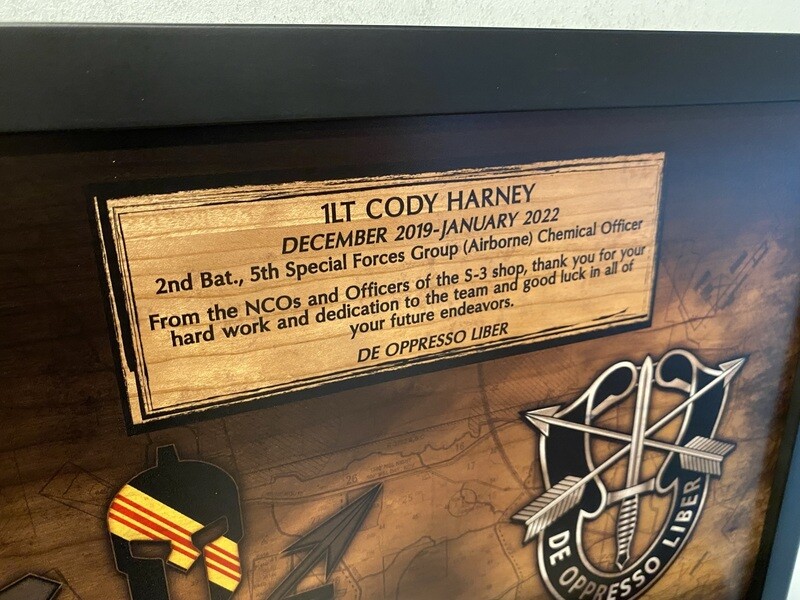 1LT CODY HARNEY
DECEMBER 2019-JANUARY 2022
2nd Bat., 5th Special Forces Group (Airborne) Chemical Officer
From the NCOs and Officers of the S-3 shop, thank you for your
hard work and dedication to the team and good luck in all of
your future endeavors.
DE OPPRESSO LIBER
DE OPPRESSO LIBER